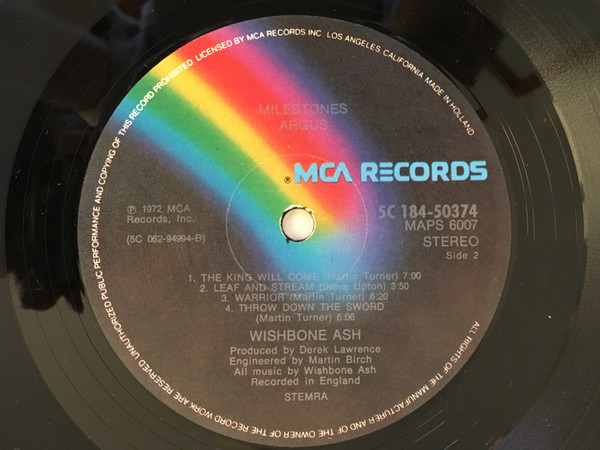 UNAUTHORIZED PUBLIC PERFORMANCE AND COPYING OF THIS RECORD PROHIBITED LICENSED BY MCA RECORDS INC LOS ANGELES, CALIFORNIA MADE IN HOLLAND
MILESTONES
ARGUS
® MCA RECORDS
℗ 1972 MCA
Records, Inc.
(5C 062-94994-B)
5C 184-50374
MAPS 6007
STEREO
Side 2
1. THE KING WILL COME (Martin Turner) 7:00
2. LEAF AND STREAM (Steve Upton) 3:50
3. WARRIOR (Martin Turner) 6:20
4. THROW DOWN THE SWORD
(Martin Turner) 6:06
WISHBONE ASH
Produced by Derek Lawrence
Engineered by Martin Birch
All music by Wishbone Ash
Recorded in England
STEMRA
ALL RIGHTS OF THE MANUFACTURER AND OF THE OWNER OF THE RECORD WORK ARE RESERVED